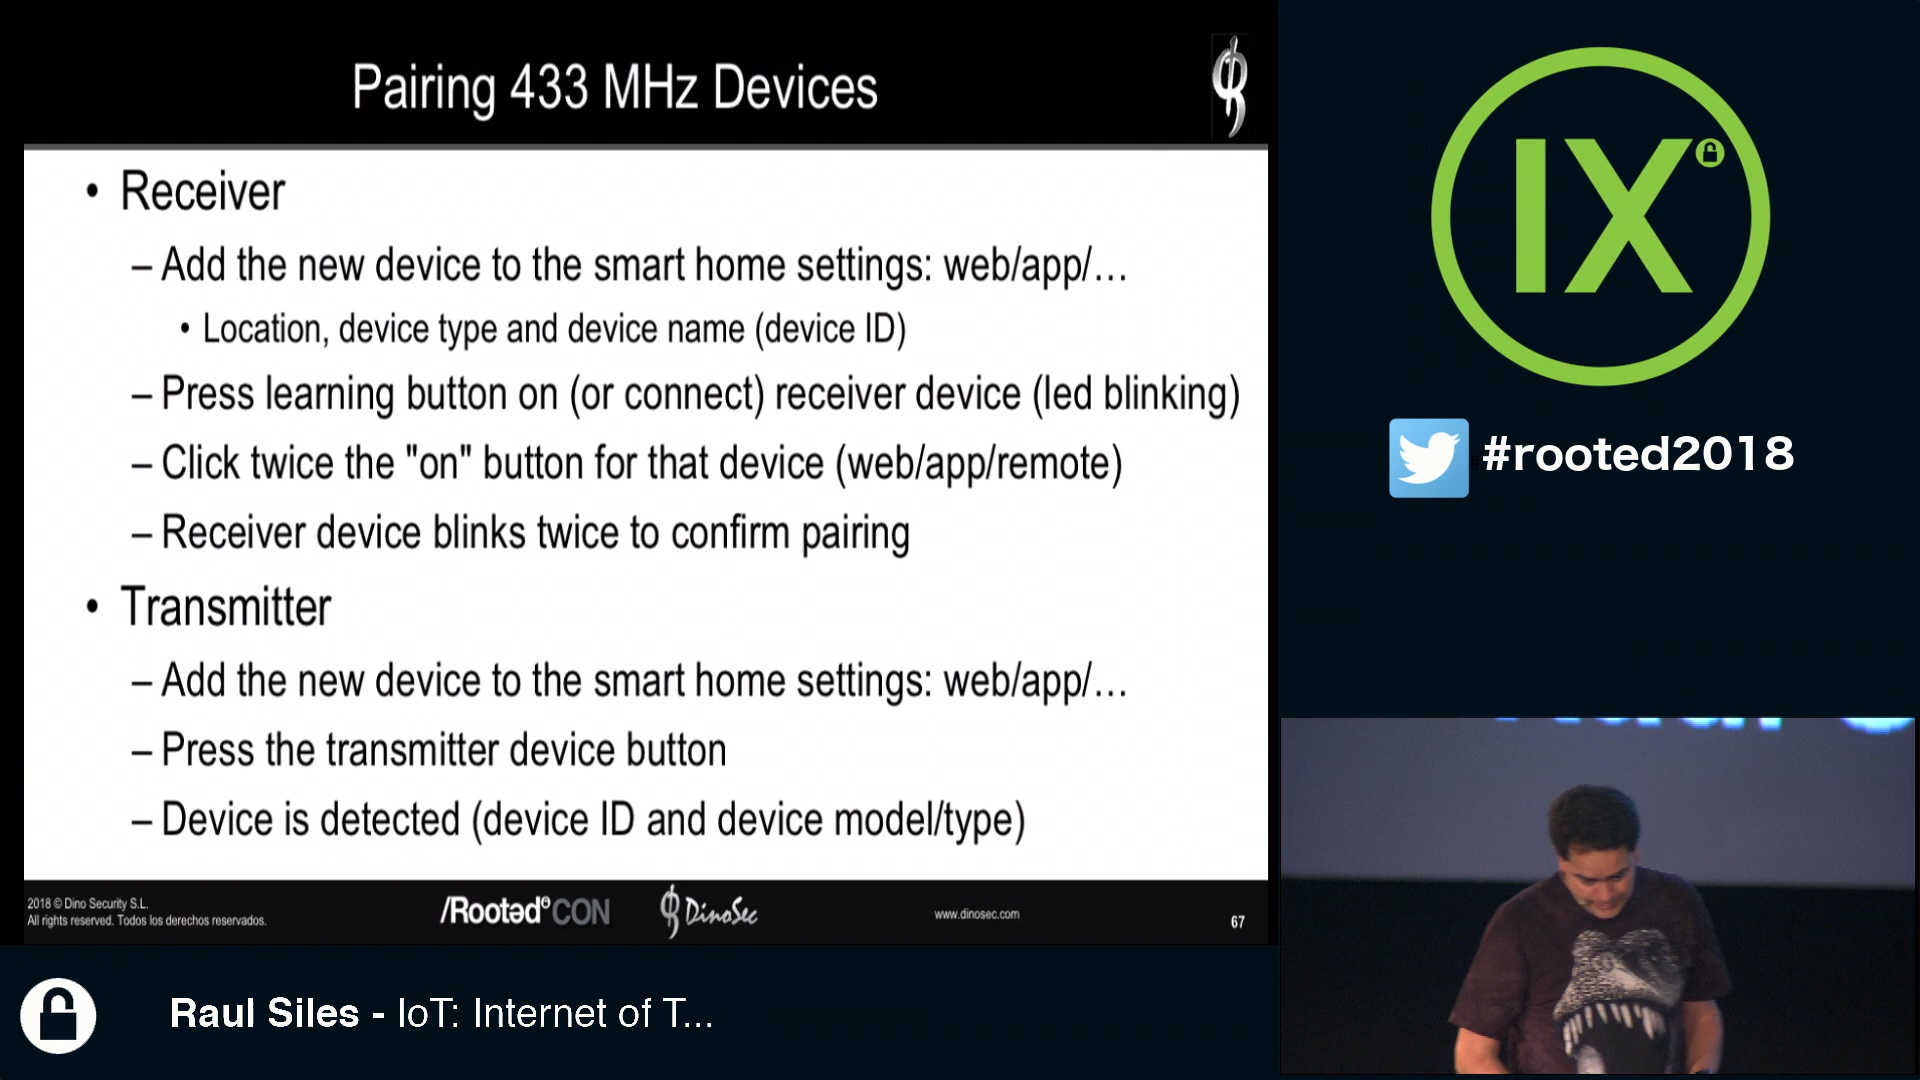 Pairing 433 MHz Devices
• Receiver
– Add the new device to the smart home settings: web/app/…
• Location, device type and device name (device ID)
– Press learning button on (or connect) receiver device (led blinking)
– Click twice the "on" button for that device (web/app/remote)
– Receiver device blinks twice to confirm pairing
• Transmitter
– Add the new device to the smart home settings: web/app/…
– Press the transmitter device button
– Device is detected (device ID and device model/type)
2018 © Dino Security S.L.
All rights reserved. Todos los derechos reservados.
/Rootəd°CON
DinoSec
www.dinosec.com
67
IX
#rooted2018
Raul Siles - IoT: Internet of T...